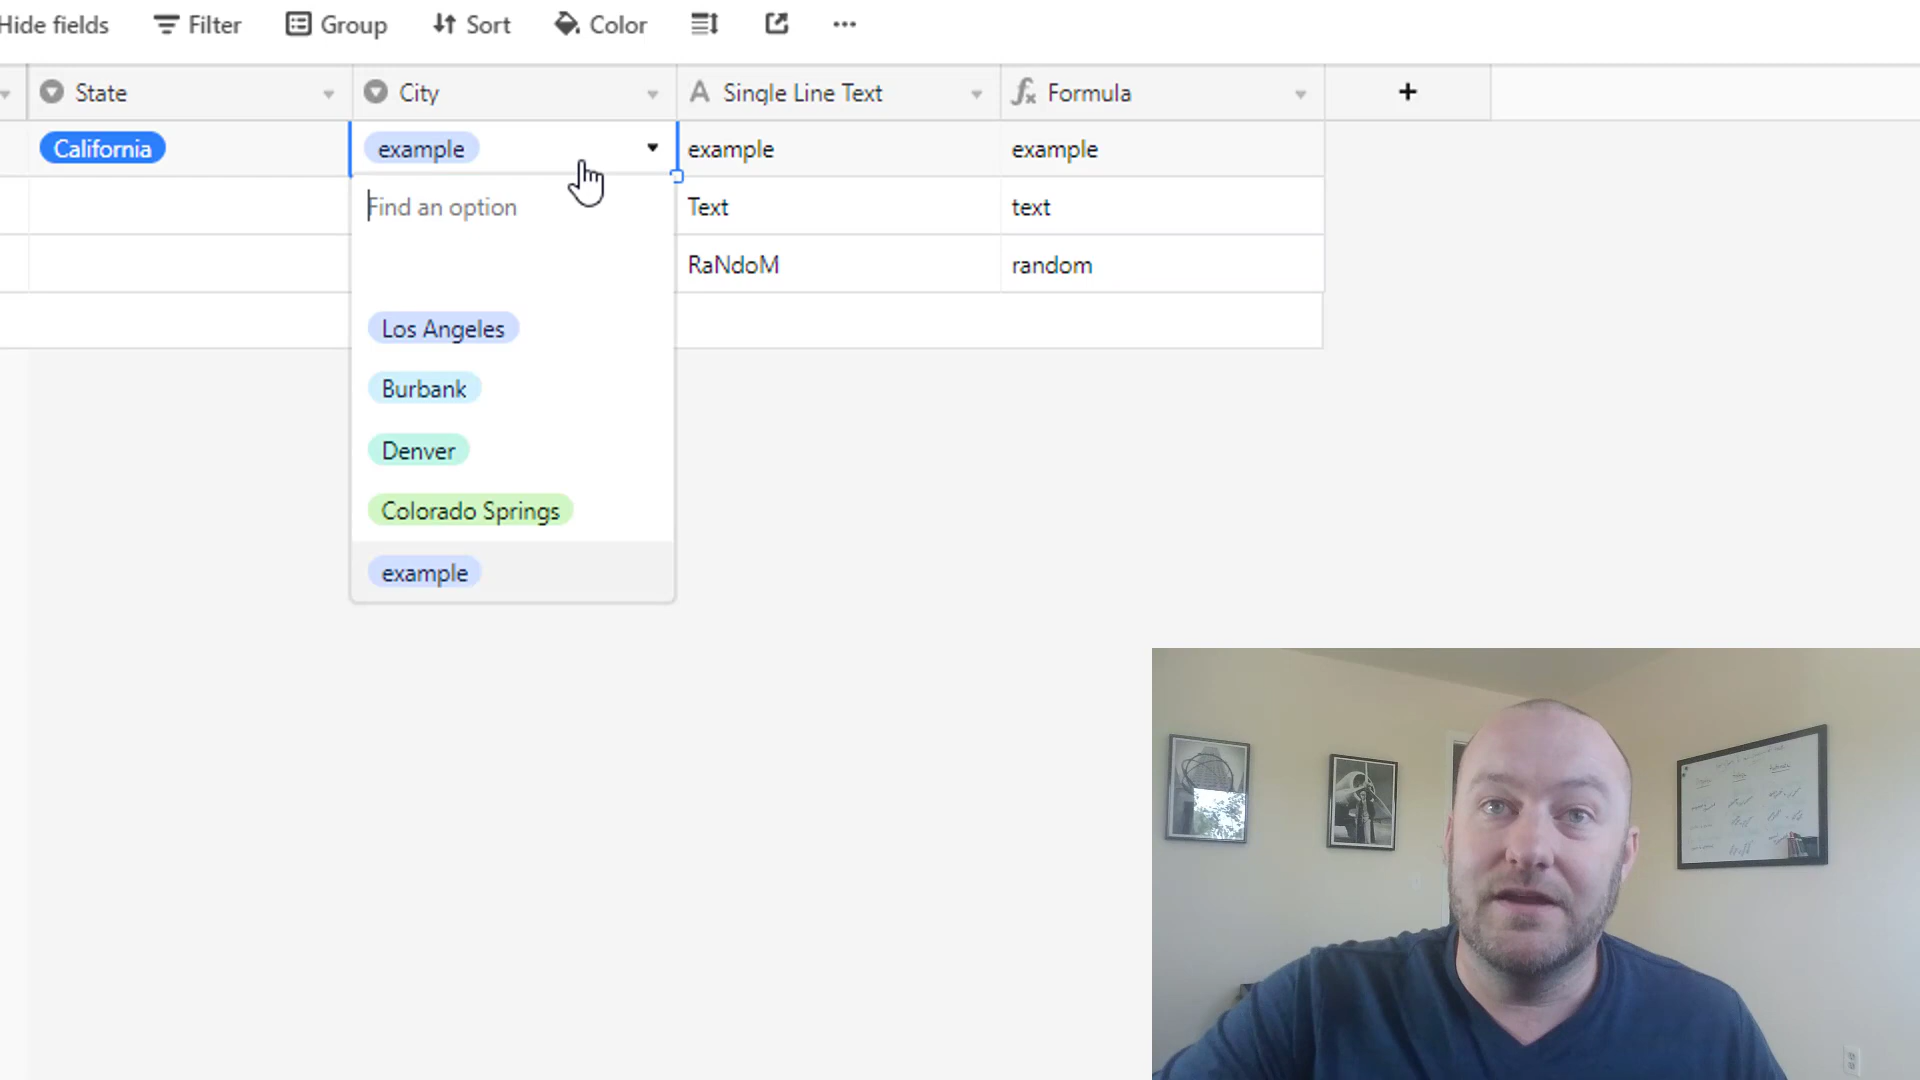 Hide fields Filter Group Sort Color
State City Single Line Text Formula +
California example example example
Find an option Text text
RaNdoM random
Los Angeles
Burbank
Denver
Colorado Springs
example